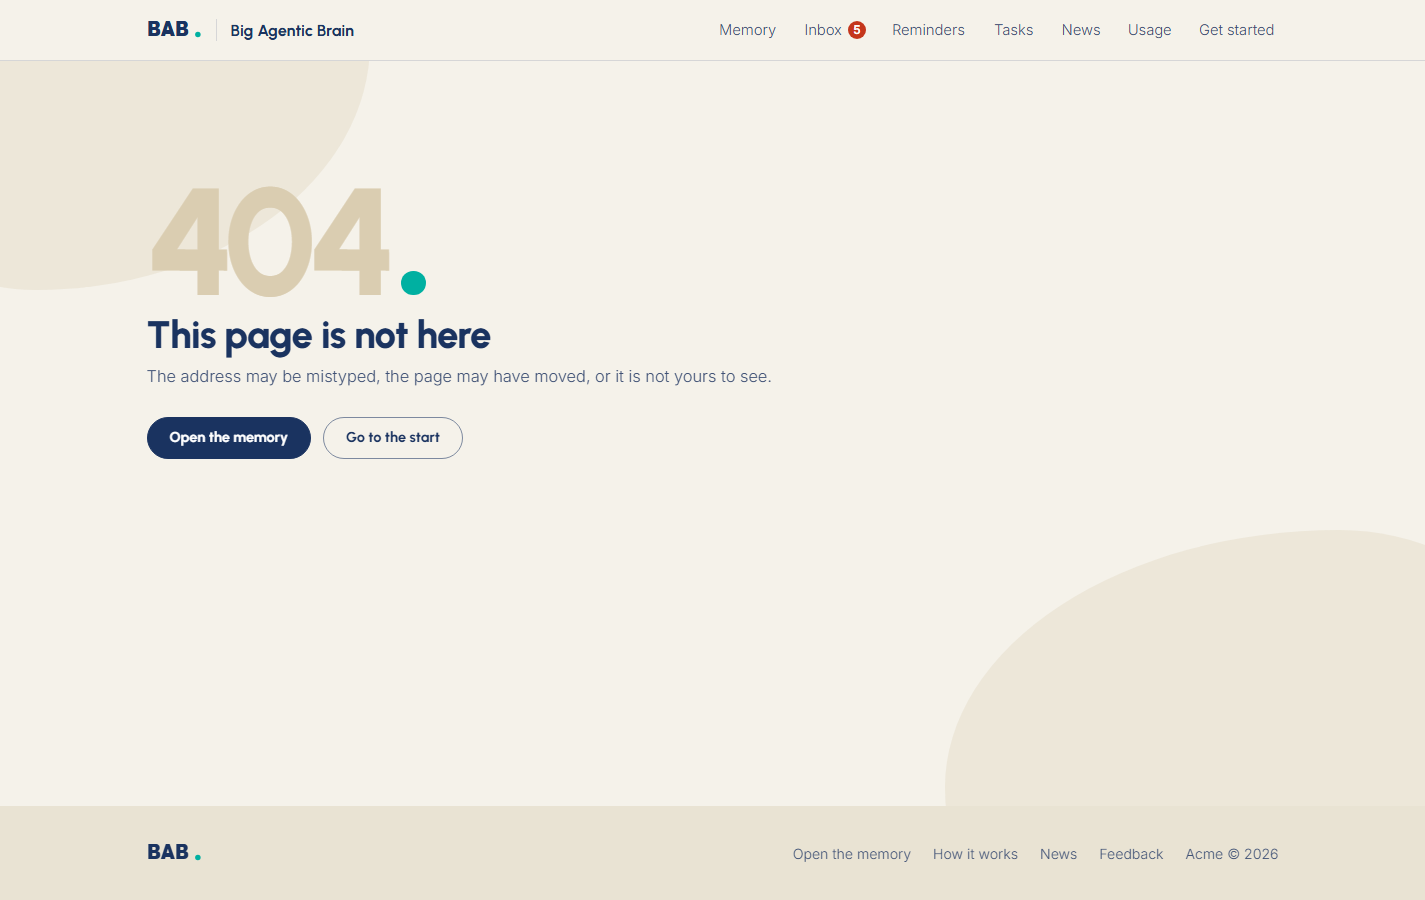 BAB. Big Agentic Brain Memory Inbox 5 Reminders Tasks News Usage Get started
404.
This page is not here
The address may be mistyped, the page may have moved, or it is not yours to see.
Open the memory Go to the start
BAB. Open the memory How it works News Feedback Acme © 2026